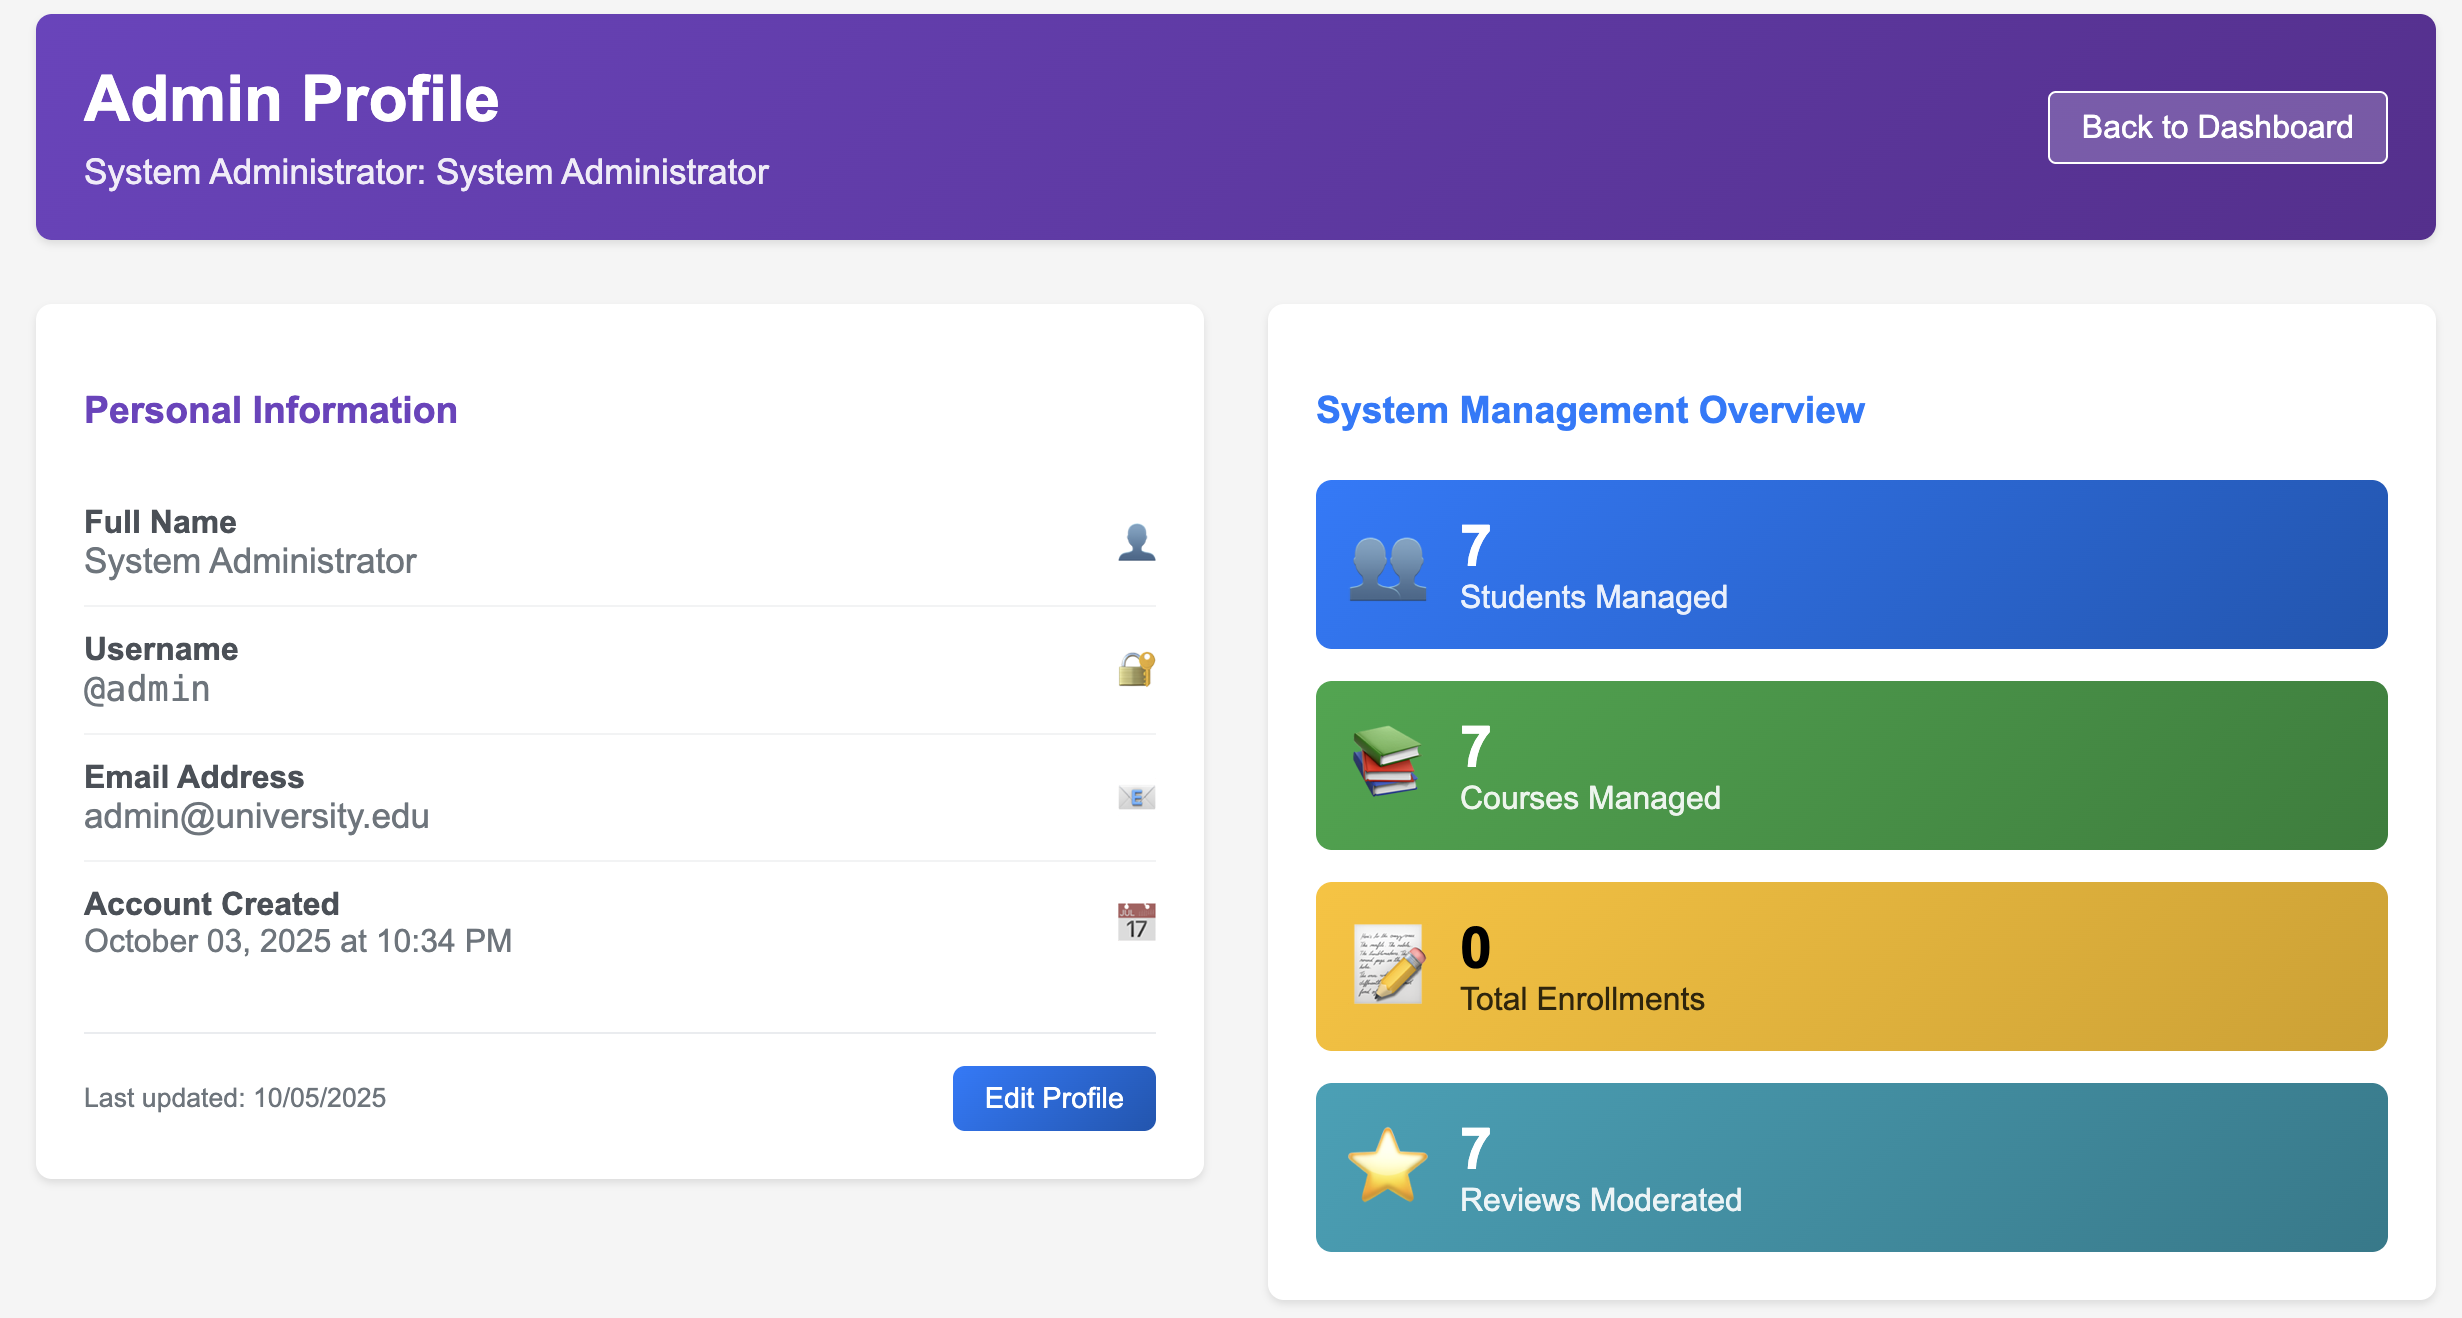 Admin Profile
System Administrator: System Administrator
Back to Dashboard
Personal Information
Full Name
System Administrator
Username
@admin
Email Address
admin@university.edu
Account Created
October 03, 2025 at 10:34 PM
JUL
17
Last updated: 10/05/2025
Edit Profile
System Management Overview
7
Students Managed
7
Courses Managed
0
Total Enrollments
7
Reviews Moderated